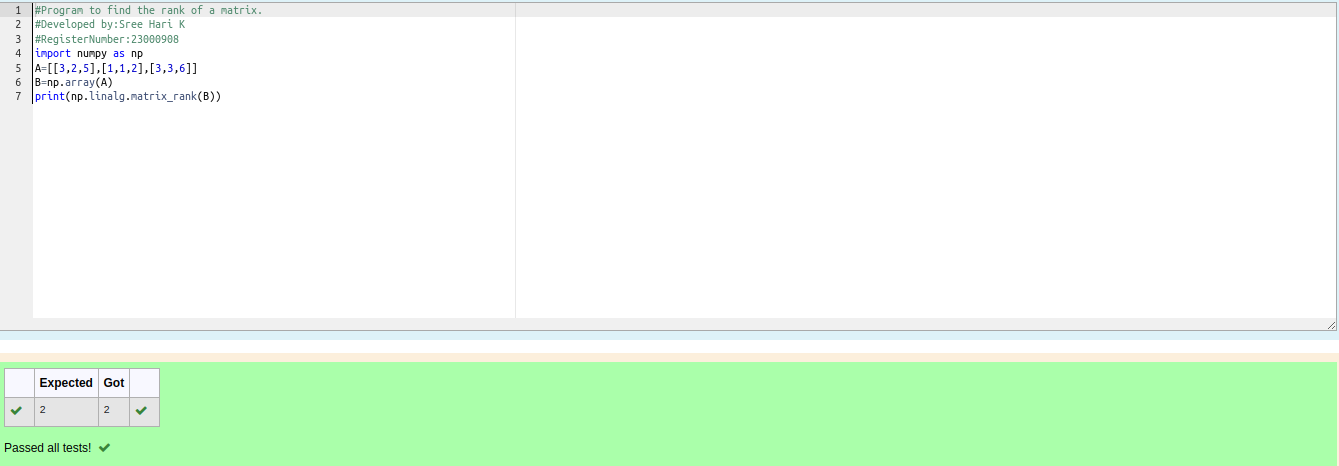 1 #Program to find the rank of a matrix.
2 #Developed by:Sree Hari K
3 #RegisterNumber:23000908
4 import numpy as np
5 A=[[3,2,5],[1,1,2],[3,3,6]]
6 B=np.array(A)
7 print(np.linalg.matrix_rank(B))
Expected Got
2 2
Passed all tests!